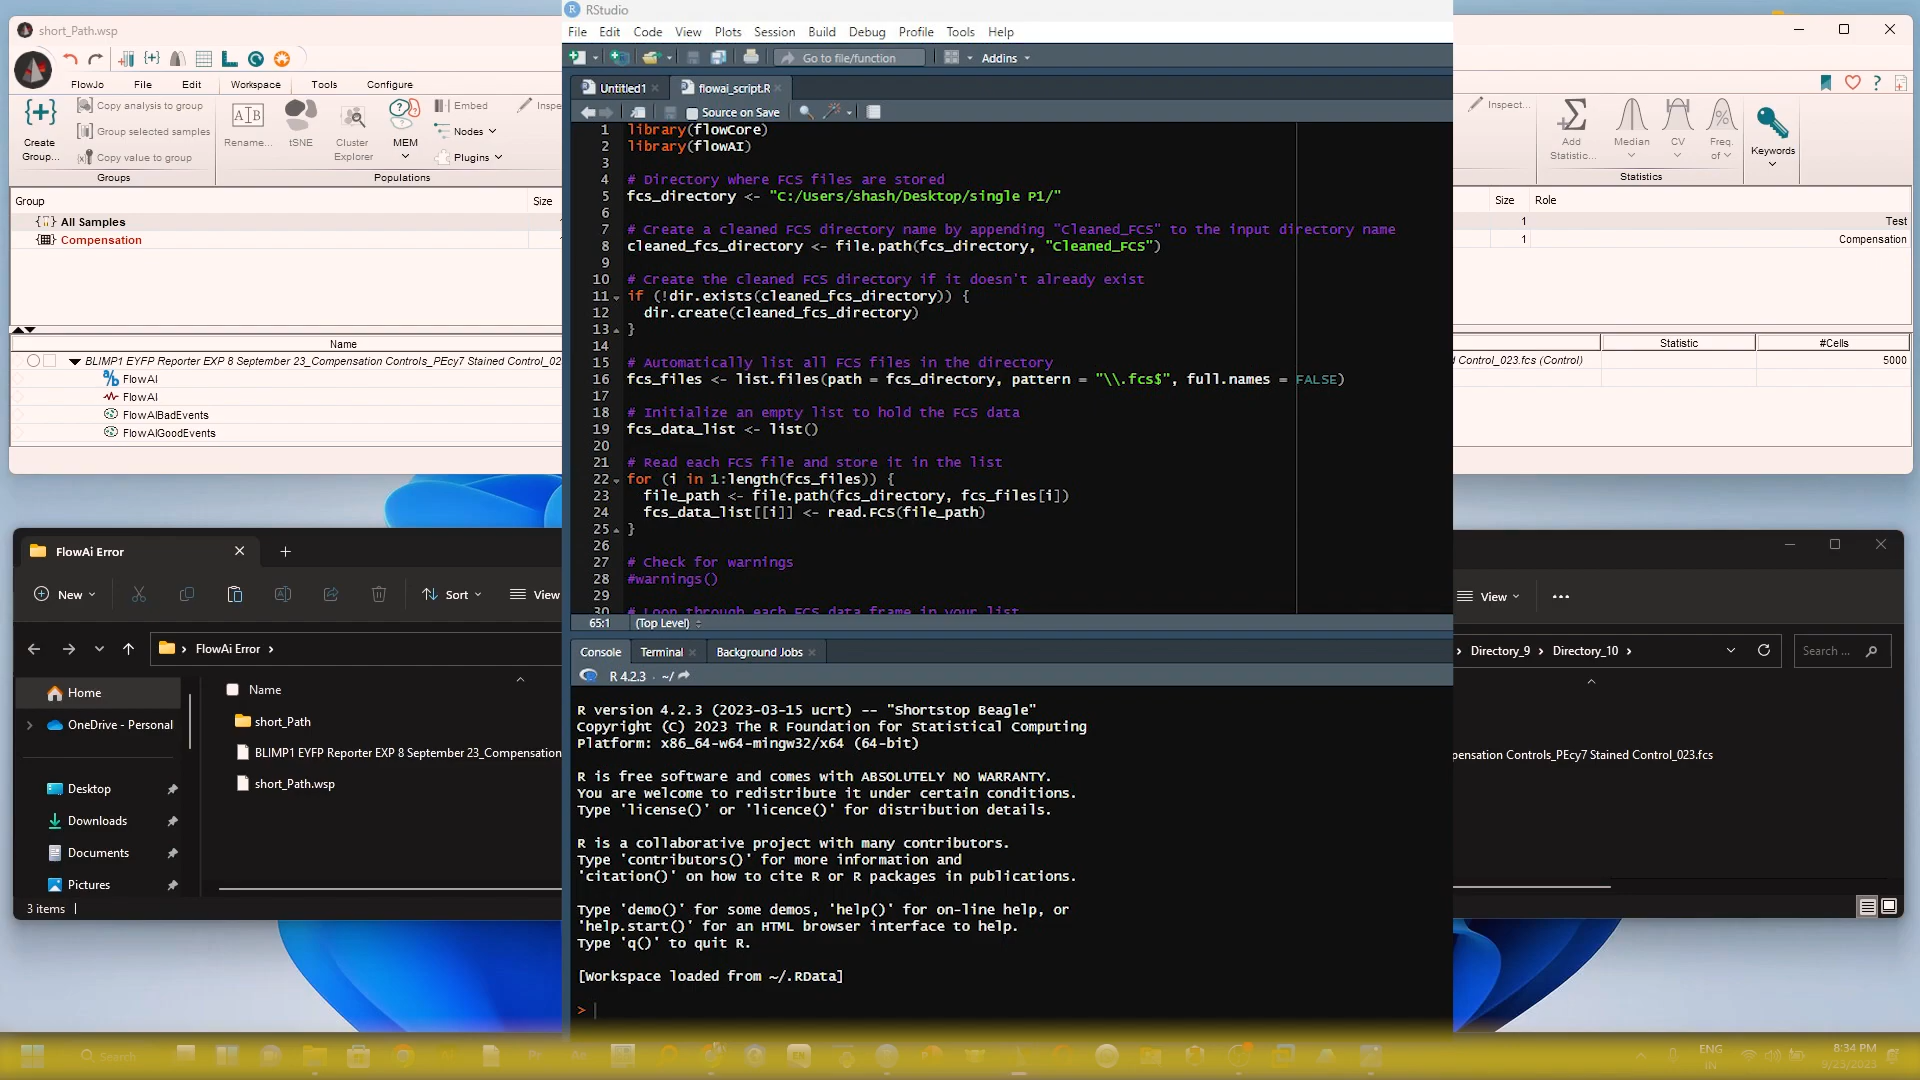 short_Path.wsp
FlowJo File Edit Workspace Tools Configure
Create Group...
Copy analysis to group
Group selected samples
Copy value to group
Groups
Rename...
tSNE
Cluster Explorer
MEM
Embed
Nodes
Plugins
Populations
Group Size
All Samples
Compensation
Name
BLIMP1 EYFP Reporter EXP 8 September 23_Compensation Controls_PEcy7 Stained Control_02
FlowAI
FlowAI
FlowAIBadEvents
FlowAIGoodEvents
RStudio
File Edit Code View Plots Session Build Debug Profile Tools Help
Go to file/function
Addins
Untitled1
flowai_script.R
Source on Save
1 library(flowCore)
2 library(flowAI)
3
4 # Directory where FCS files are stored
5 fcs_directory <- "C:/Users/shash/Desktop/single P1/"
6
7 # Create a cleaned FCS directory name by appending "Cleaned_FCS" to the input directory name
8 cleaned_fcs_directory <- file.path(fcs_directory, "Cleaned_FCS")
9
10 # Create the cleaned FCS directory if it doesn't already exist
11 if (!dir.exists(cleaned_fcs_directory)) {
12 dir.create(cleaned_fcs_directory)
13 }
14
15 # Automatically list all FCS files in the directory
16 fcs_files <- list.files(path = fcs_directory, pattern = "\\.fcs$", full.names = FALSE)
17
18 # Initialize an empty list to hold the FCS data
19 fcs_data_list <- list()
20
21 # Read each FCS file and store it in the list
22 for (i in 1:length(fcs_files)) {
23 file_path <- file.path(fcs_directory, fcs_files[i])
24 fcs_data_list[[i]] <- read.FCS(file_path)
25 }
26
27 # Check for warnings
28 #warnings()
29
30 # Loop through each FCS data frame in your list
65:1 (Top Level)
Console Terminal Background Jobs
R 4.2.3 · ~/
R version 4.2.3 (2023-03-15 ucrt) -- "Shortstop Beagle"
Copyright (C) 2023 The R Foundation for Statistical Computing
Platform: x86_64-w64-mingw32/x64 (64-bit)
R is free software and comes with ABSOLUTELY NO WARRANTY.
You are welcome to redistribute it under certain conditions.
Type 'license()' or 'licence()' for distribution details.
R is a collaborative project with many contributors.
Type 'contributors()' for more information and
'citation()' on how to cite R or R packages in publications.
Type 'demo()' for some demos, 'help()' for on-line help, or
'help.start()' for an HTML browser interface to help.
Type 'q()' to quit R.
[Workspace loaded from ~/.RData]
>
Inspect...
Add Statistic...
Median
CV
Freq. of
Keywords
Statistics
Size Role
1 Test
1 Compensation
Statistic #Cells
Control_023.fcs (Control) 5000
FlowAi Error
New
Sort
View
FlowAi Error
Home
OneDrive - Personal
Desktop
Downloads
Documents
Pictures
Name
short_Path
BLIMP1 EYFP Reporter EXP 8 September 23_Compensation
short_Path.wsp
3 items
View
Directory_9 > Directory_10 >
Search ...
pensation Controls_PEcy7 Stained Control_023.fcs
Search
ENG
IN
8:34 PM
9/23/2023